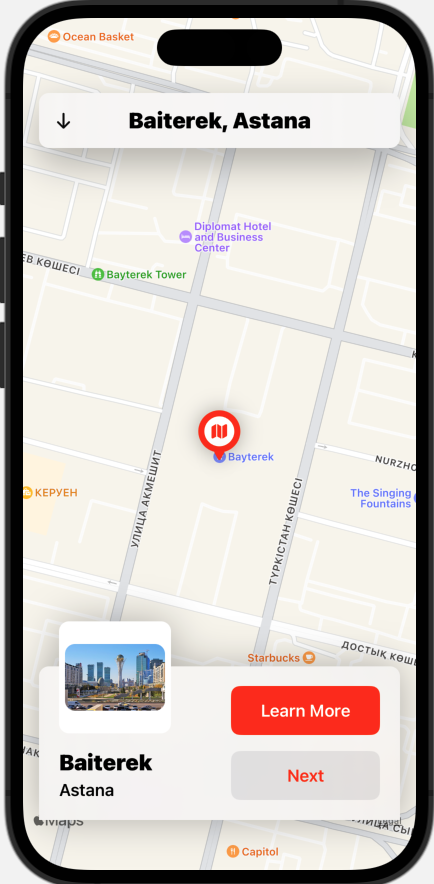 Ocean Basket
Baiterek, Astana
Diplomat Hotel
and Business
Center
ЕВ КӨШЕСІ
Bayterek Tower
Bayterek
NURZHO
КЕРУЕН
The Singing
Fountains
УЛИЦА АКМЕШИТ
ТҮРКІСТАН КӨШЕСІ
ДОСТЫҚ КӨШЕ
Starbucks
Learn More
Baiterek
Next
Astana
Maps
Capitol